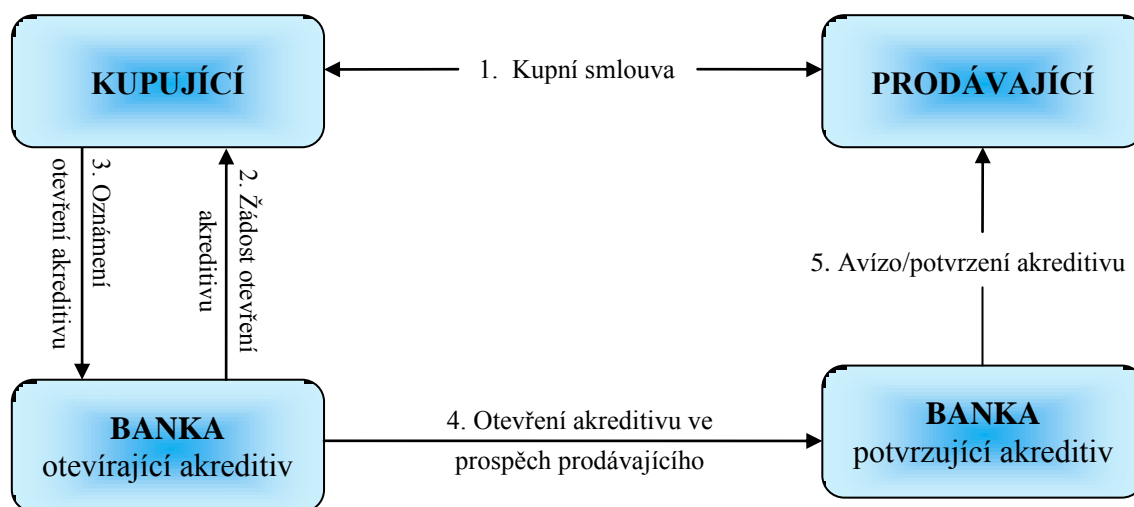 KUPUJÍCÍ
1. Kupní smlouva
PRODÁVAJÍCÍ
3. Oznámení
otevření akreditivu
2. Žádost otevření
akreditivu
5. Avízo/potvrzení akreditivu
BANKA
otevírající akreditiv
4. Otevření akreditivu ve
prospěch prodávajícího
BANKA
potvrzující akreditiv